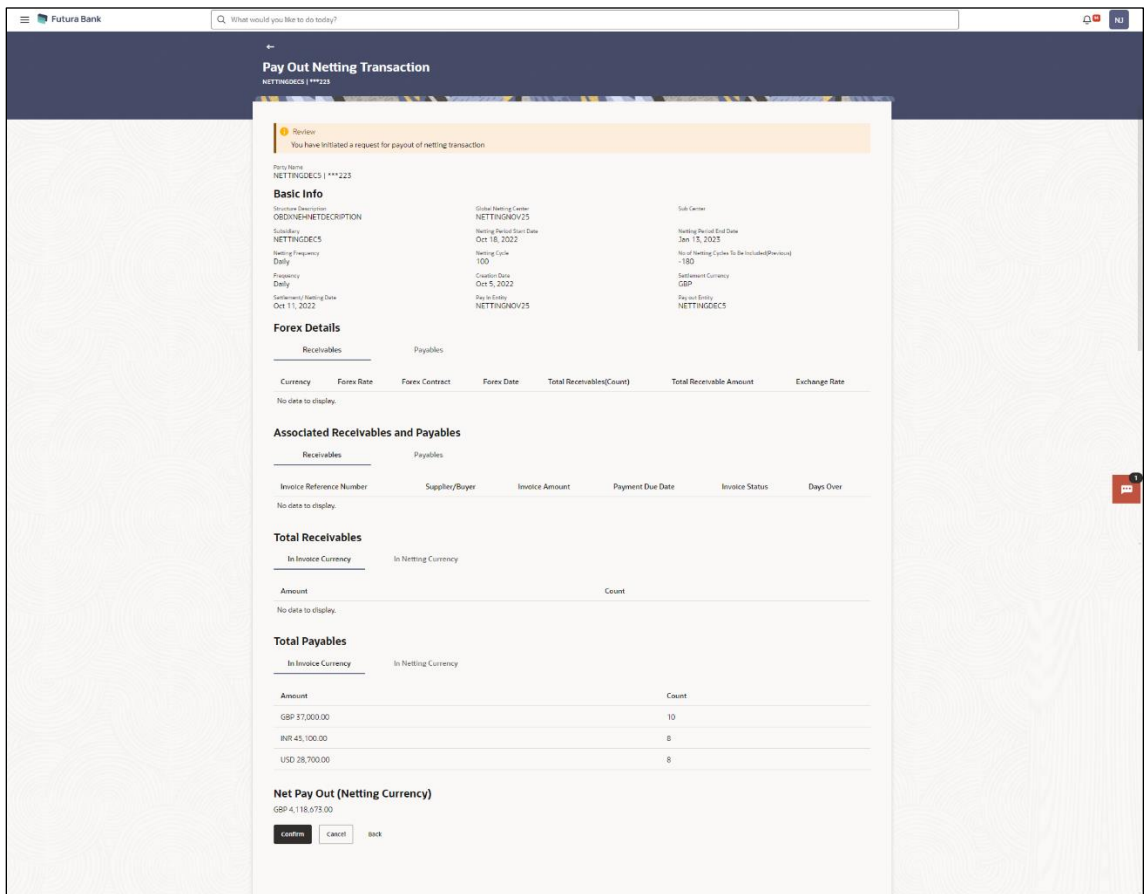 Futura Bank
What would you like to do today?
NJ
Pay Out Netting Transaction
NETTINGDEC5 | ***223
Review
You have initiated a request for payout of netting transaction
Party Name
NETTINGDEC5 | ***223
Basic Info
Structure Description Global Netting Center Sub Center
OBDXNEHNETDECRIPTION NETTINGNOV25
Subsidiary Netting Period Start Date Netting Period End Date
NETTINGDEC5 Oct 18, 2022 Jan 13, 2023
Netting Frequency Netting Cycle No of Netting Cycles To Be Included(Previous)
Daily 100 -180
Frequency Creation Date Settlement Currency
Daily Oct 5, 2022 GBP
Settlement/ Netting Date Pay In Entity Pay out Entity
Oct 11, 2022 NETTINGNOV25 NETTINGDEC5
Forex Details
Receivables Payables
Currency Forex Rate Forex Contract Forex Date Total Receivables(Count) Total Receivable Amount Exchange Rate
No data to display.
Associated Receivables and Payables
Receivables Payables
Invoice Reference Number Supplier/Buyer Invoice Amount Payment Due Date Invoice Status Days Over
No data to display.
1
Total Receivables
In Invoice Currency In Netting Currency
Amount Count
No data to display.
Total Payables
In Invoice Currency In Netting Currency
Amount Count
GBP 37,000.00 10
INR 45,100.00 8
USD 28,700.00 8
Net Pay Out (Netting Currency)
GBP 4,118,673.00
Confirm Cancel Back